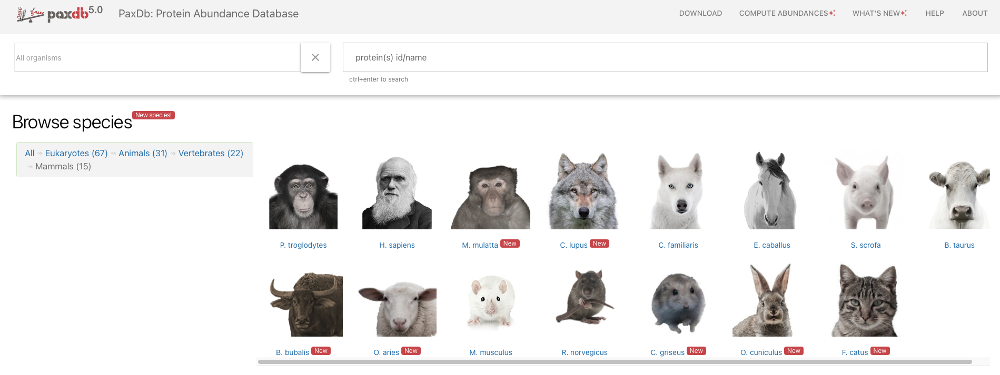 paxdb 5.0
PaxDb: Protein Abundance Database
DOWNLOAD
COMPUTE ABUNDANCES
WHAT'S NEW
HELP
ABOUT
All organisms
protein(s) id/name
ctrl+enter to search
Browse species New species!
All ⤳ Eukaryotes (67) ⤳ Animals (31) ⤳ Vertebrates (22)
⤳ Mammals (15)
P. troglodytes
H. sapiens
M. mulatta New
C. lupus New
C. familiaris
E. caballus
S. scrofa
B. taurus
B. bubalis New
O. aries New
M. musculus
R. norvegicus
C. griseus New
O. cuniculus New
F. catus New